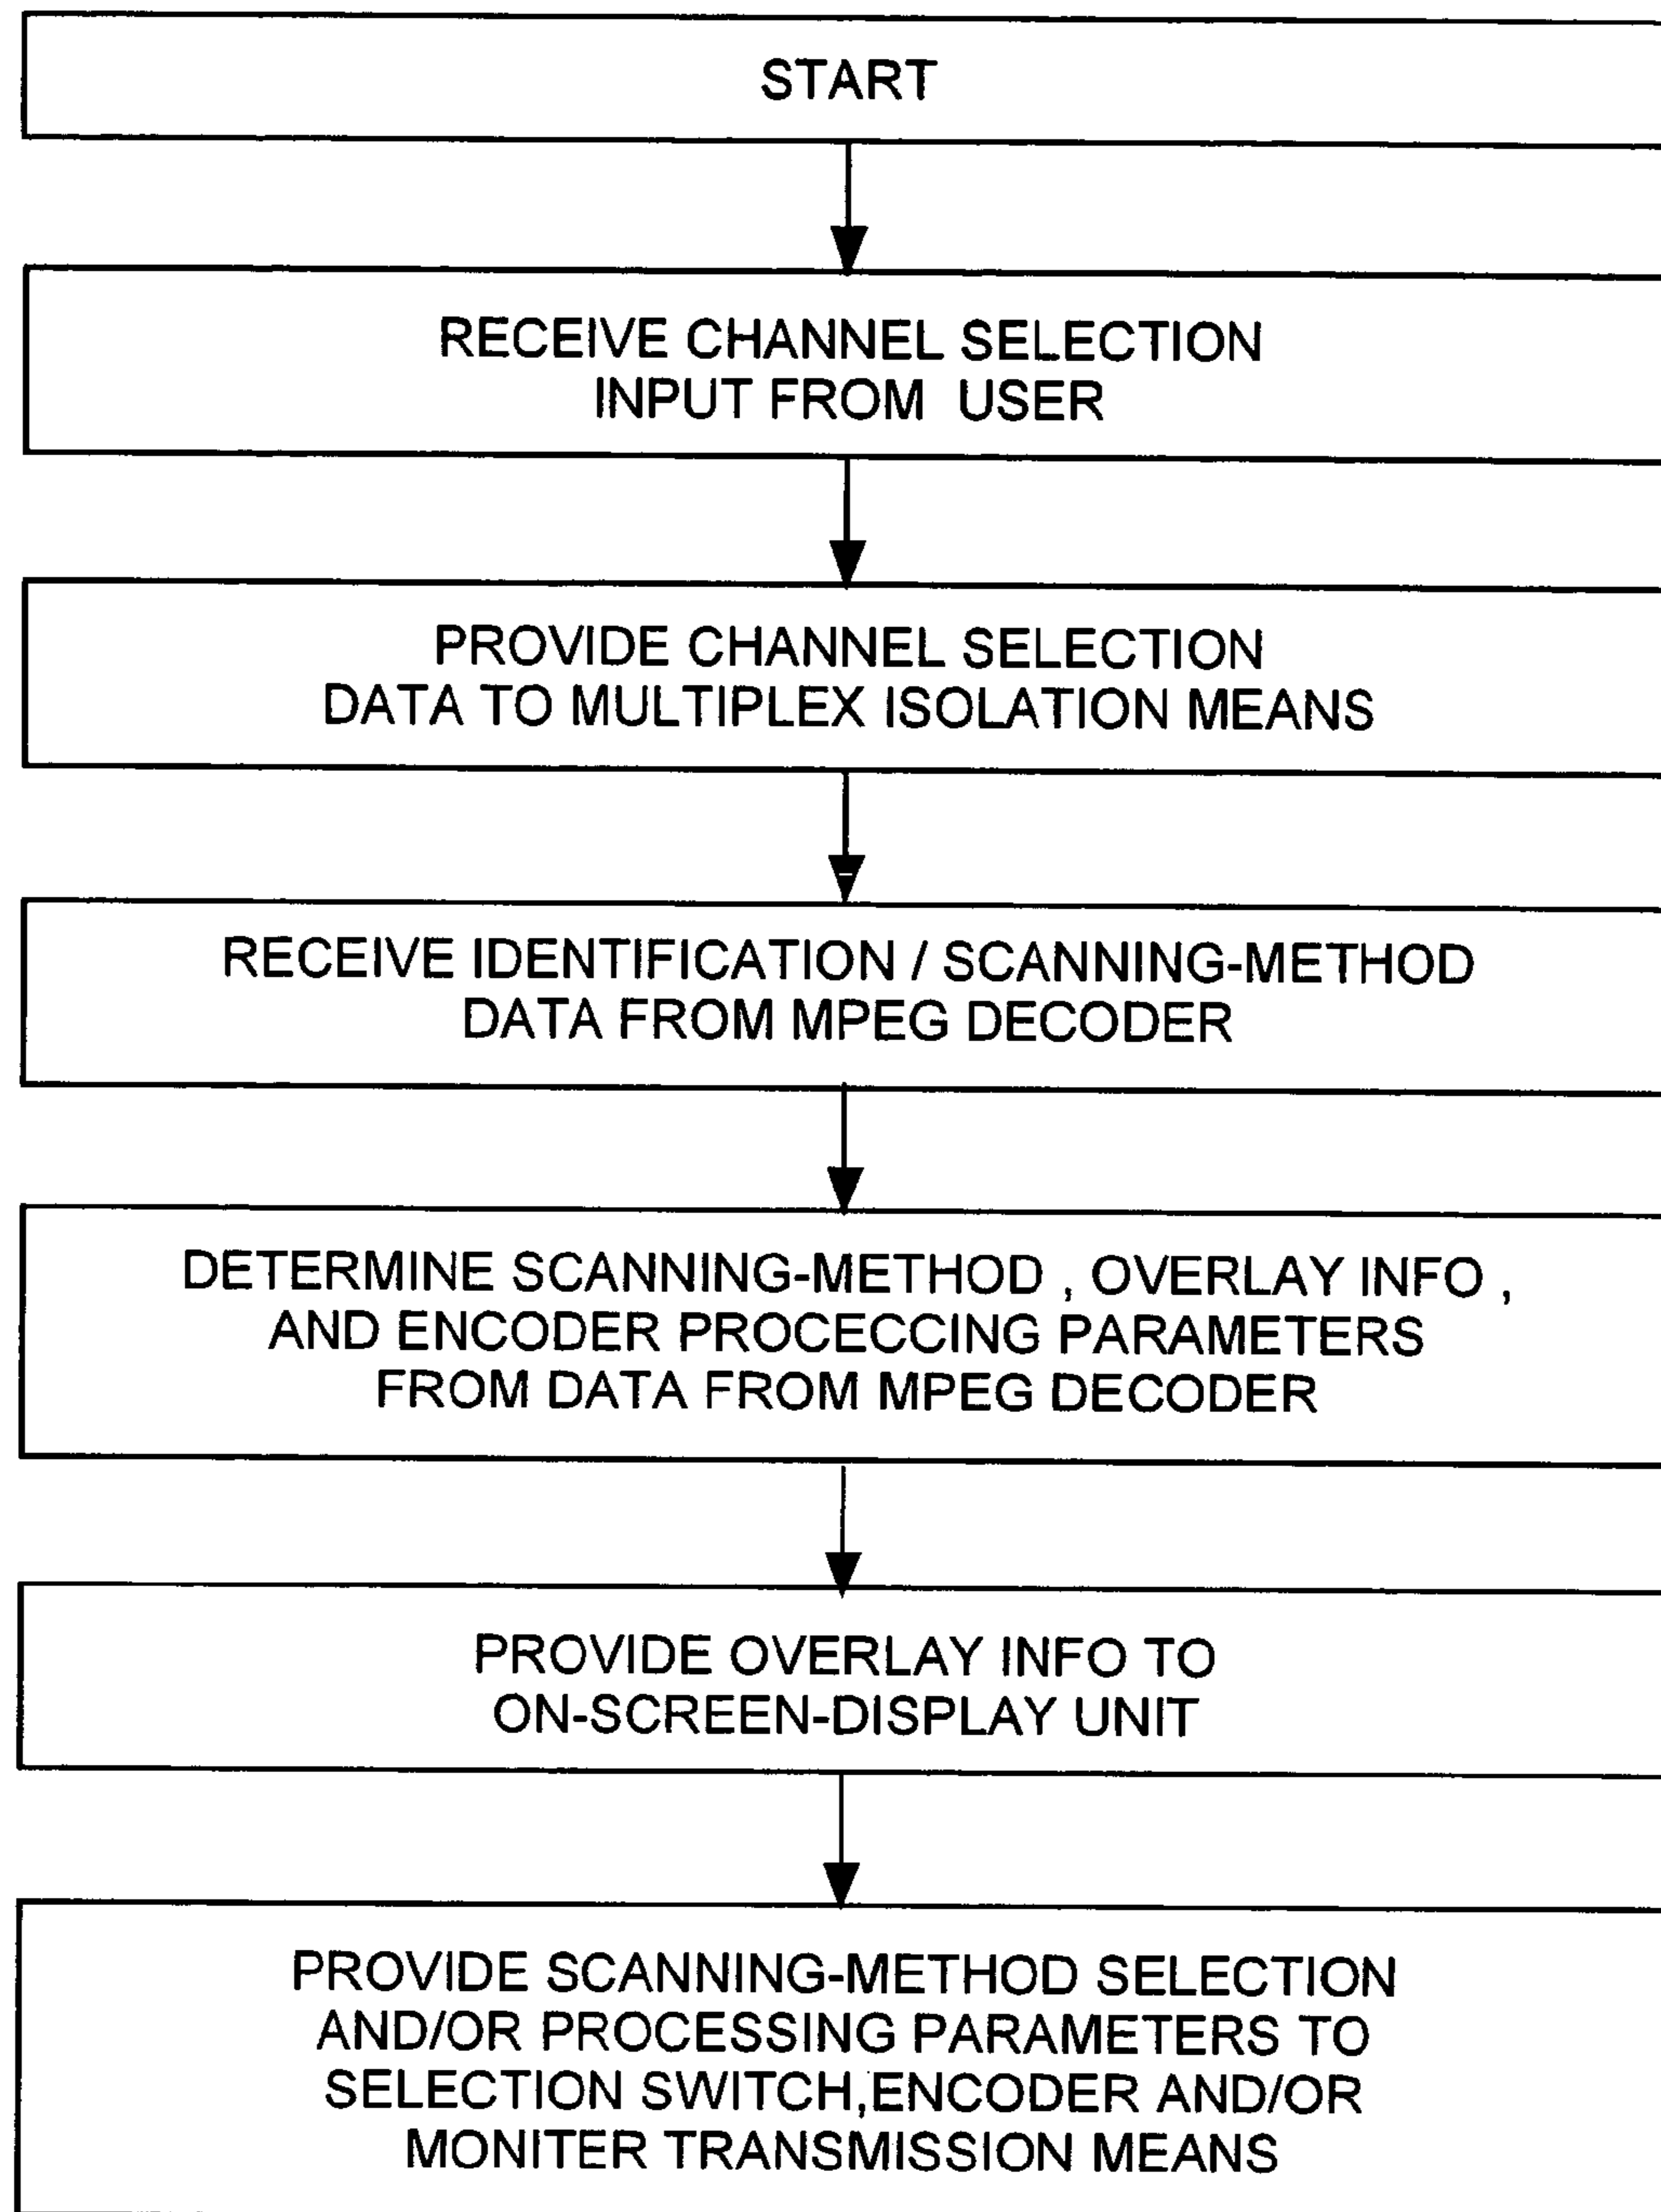 START
RECEIVE CHANNEL SELECTION
INPUT FROM USER
PROVIDE CHANNEL SELECTION
DATA TO MULTIPLEX ISOLATION MEANS
RECEIVE IDENTIFICATION / SCANNING-METHOD
DATA FROM MPEG DECODER
DETERMINE SCANNING-METHOD , OVERLAY INFO ,
AND ENCODER PROCECCING PARAMETERS
FROM DATA FROM MPEG DECODER
PROVIDE OVERLAY INFO TO
ON-SCREEN-DISPLAY UNIT
PROVIDE SCANNING-METHOD SELECTION
AND/OR PROCESSING PARAMETERS TO
SELECTION SWITCH,ENCODER AND/OR
MONITER TRANSMISSION MEANS